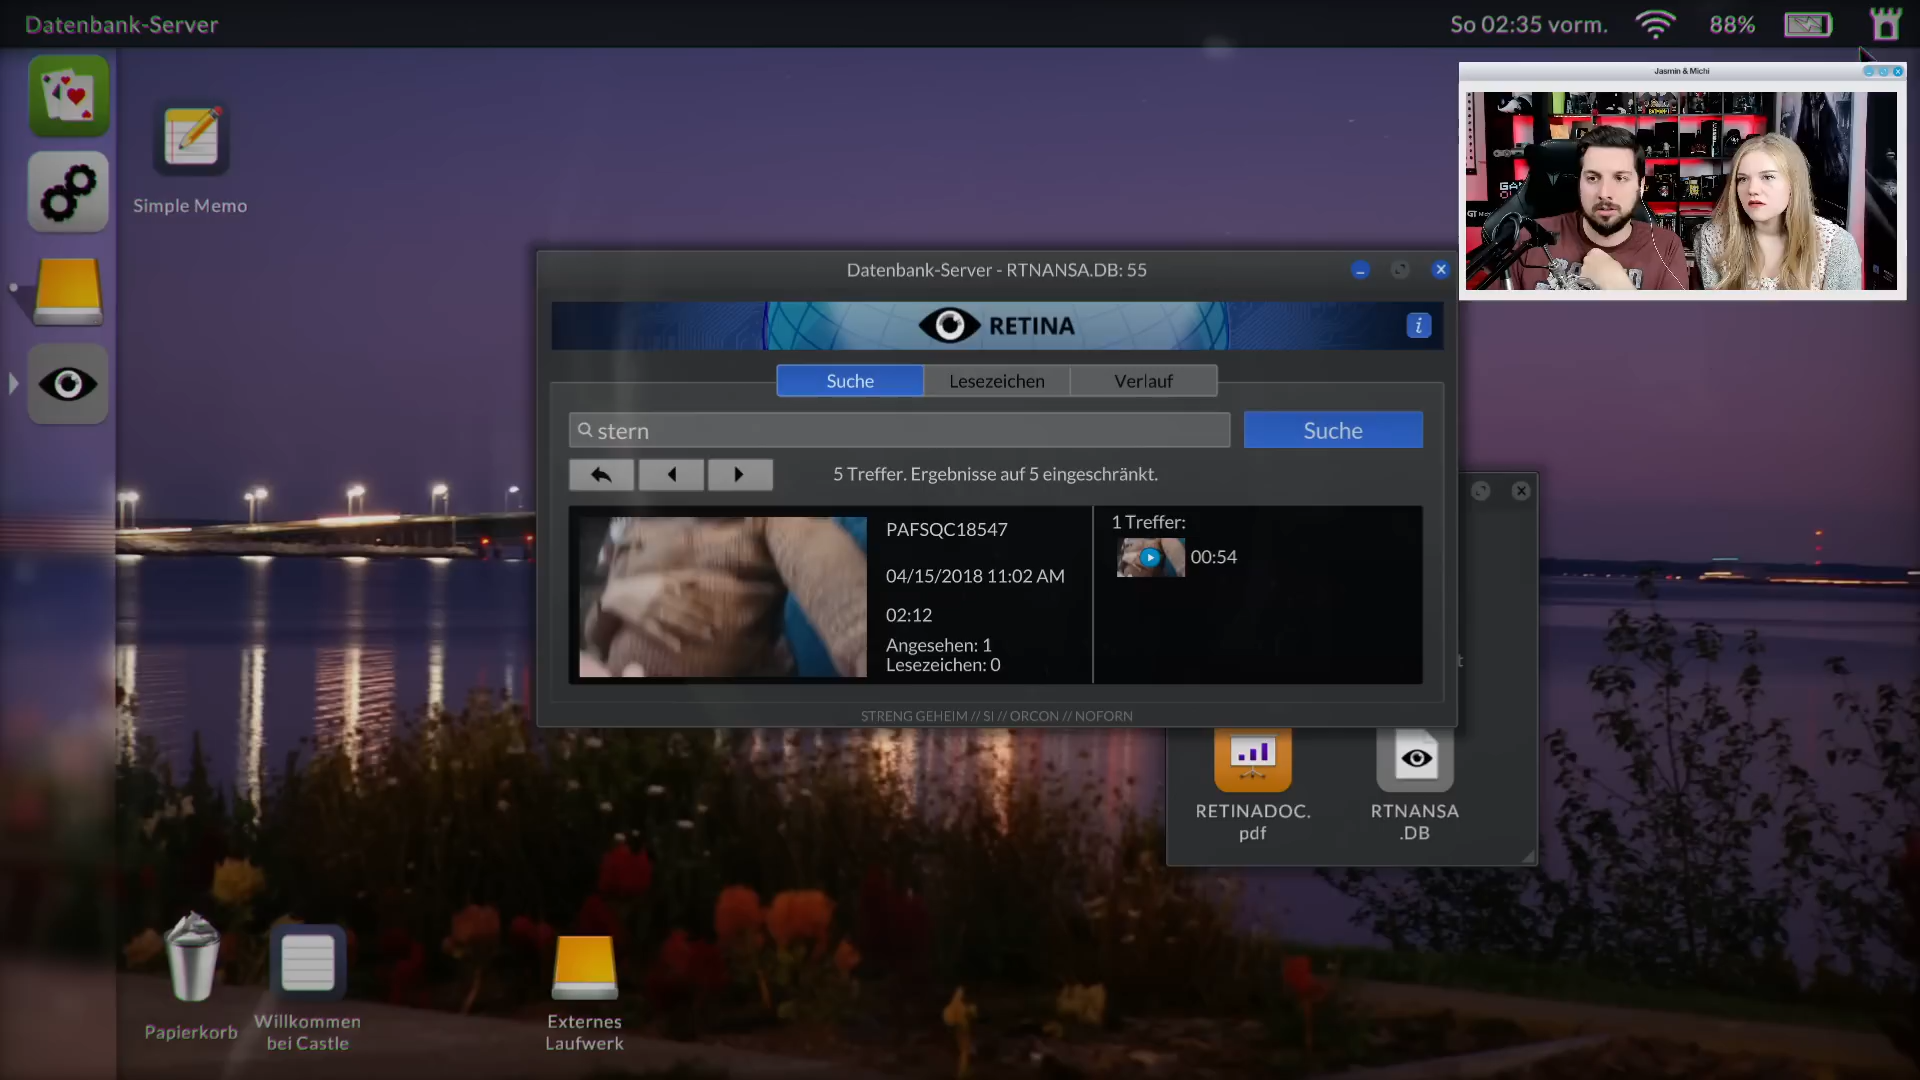 Datenbank-Server
So 02:35 vorm.
88%
Jasmin & Michi
Simple Memo
Datenbank-Server - RTNANSA.DB: 55
RETINA
i
Suche
Lesezeichen
Verlauf
stern
Suche
5 Treffer. Ergebnisse auf 5 eingeschränkt.
PAFSQC18547
04/15/2018 11:02 AM
02:12
Angesehen: 1
Lesezeichen: 0
1 Treffer:
00:54
STRENG GEHEIM // SI // ORCON // NOFORN
RETINADOC.
pdf
RTNANSA
.DB
Papierkorb
Willkommen
bei Castle
Externes
Laufwerk